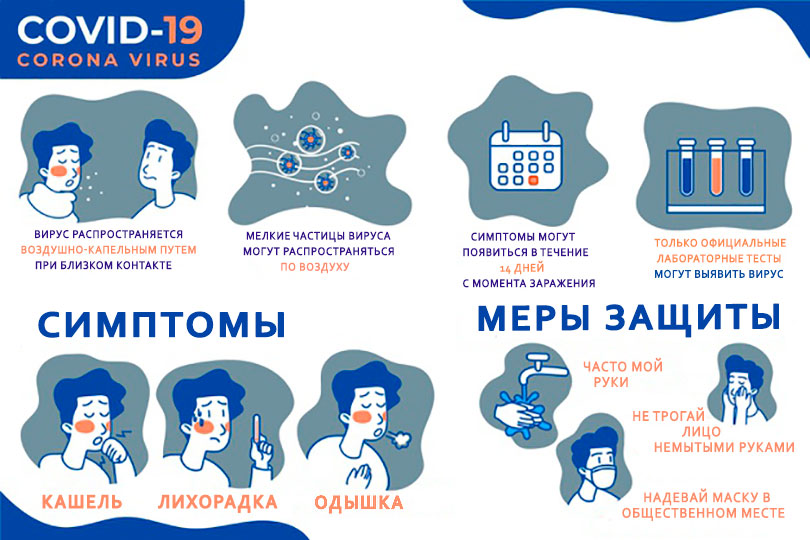 COVID-19
CORONA VIRUS
ВИРУС РАСПРОСТРАНЯЕТСЯ
ВОЗДУШНО-КАПЕЛЬНЫМ ПУТЕМ
ПРИ БЛИЗКОМ КОНТАКТЕ
МЕЛКИЕ ЧАСТИЦЫ ВИРУСА
МОГУТ РАСПРОСТРАНЯТЬСЯ
ПО ВОЗДУХУ
СИМПТОМЫ МОГУТ
ПОЯВИТЬСЯ В ТЕЧЕНИЕ
14 ДНЕЙ
С МОМЕНТА ЗАРАЖЕНИЯ
ТОЛЬКО ОФИЦИАЛЬНЫЕ
ЛАБОРАТОРНЫЕ ТЕСТЫ
МОГУТ ВЫЯВИТЬ ВИРУС
СИМПТОМЫ
КАШЕЛЬ
ЛИХОРАДКА
ОДЫШКА
МЕРЫ ЗАЩИТЫ
ЧАСТО МОЙ
РУКИ
НЕ ТРОГАЙ
ЛИЦО
НЕМЫТЫМИ РУКАМИ
НАДЕВАЙ МАСКУ В
ОБЩЕСТВЕННОМ МЕСТЕ